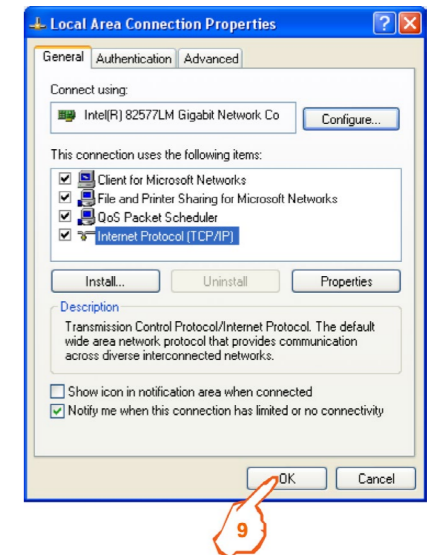 Local Area Connection Properties
General Authentication Advanced
Connect using:
Intel(R) 82577LM Gigabit Network Co Configure...
This connection uses the following items:
Client for Microsoft Networks
File and Printer Sharing for Microsoft Networks
QoS Packet Scheduler
Internet Protocol (TCP/IP)
Install... Uninstall Properties
Description
Transmission Control Protocol/Internet Protocol. The default
wide area network protocol that provides communication
across diverse interconnected networks.
Show icon in notification area when connected
Notify me when this connection has limited or no connectivity
OK Cancel
9